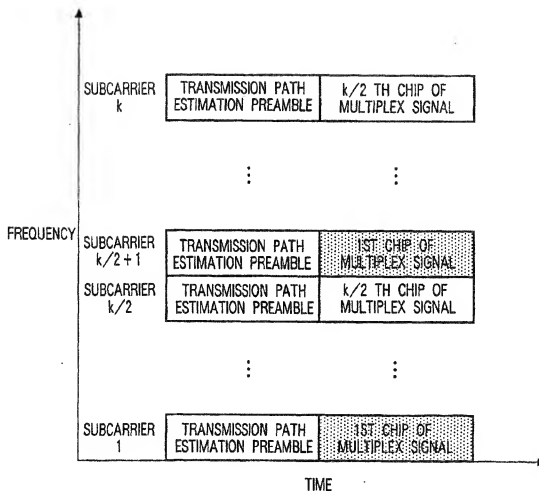 SUBCARRIER
k
TRANSMISSION PATH
ESTIMATION PREAMBLE
k/2 TH CHIP OF
MULTIPLEX SIGNAL
FREQUENCY
SUBCARRIER
k/2+1
TRANSMISSION PATH
ESTIMATION PREAMBLE
1ST CHIP OF
MULTIPLEX SIGNAL
SUBCARRIER
k/2
TRANSMISSION PATH
ESTIMATION PREAMBLE
k/2 TH CHIP OF
MULTIPLEX SIGNAL
SUBCARRIER
1
TRANSMISSION PATH
ESTIMATION PREAMBLE
1ST CHIP OF
MULTIPLEX SIGNAL
TIME